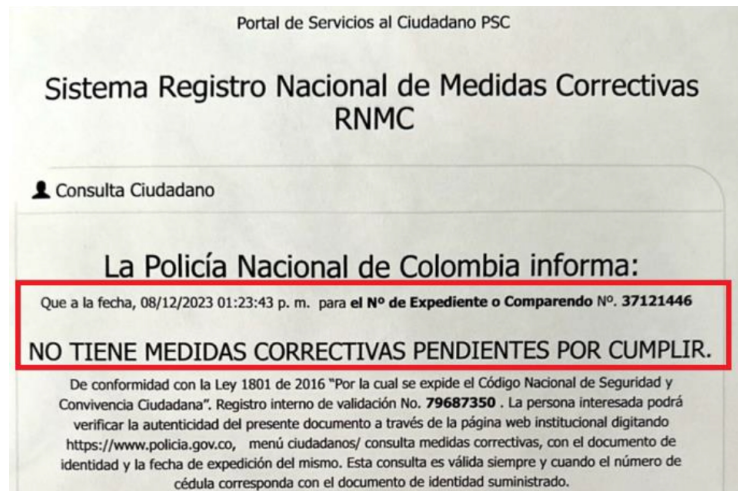 Portal de Servicios al Ciudadano PSC
Sistema Registro Nacional de Medidas Correctivas
RNMC
Consulta Ciudadano
La Policía Nacional de Colombia informa:
Que a la fecha, 08/12/2023 01:23:43 p. m. para el Nº de Expediente o Comparendo Nº. 37121446
NO TIENE MEDIDAS CORRECTIVAS PENDIENTES POR CUMPLIR.
De conformidad con la Ley 1801 de 2016 "Por la cual se expide el Código Nacional de Seguridad y
Convivencia Ciudadana". Registro interno de validación No. 79687350 . La persona interesada podrá
verificar la autenticidad del presente documento a través de la página web institucional digitando
https://www.policia.gov.co, menú ciudadanos/ consulta medidas correctivas, con el documento de
identidad y la fecha de expedición del mismo. Esta consulta es válida siempre y cuando el número de
cédula corresponda con el documento de identidad suministrado.